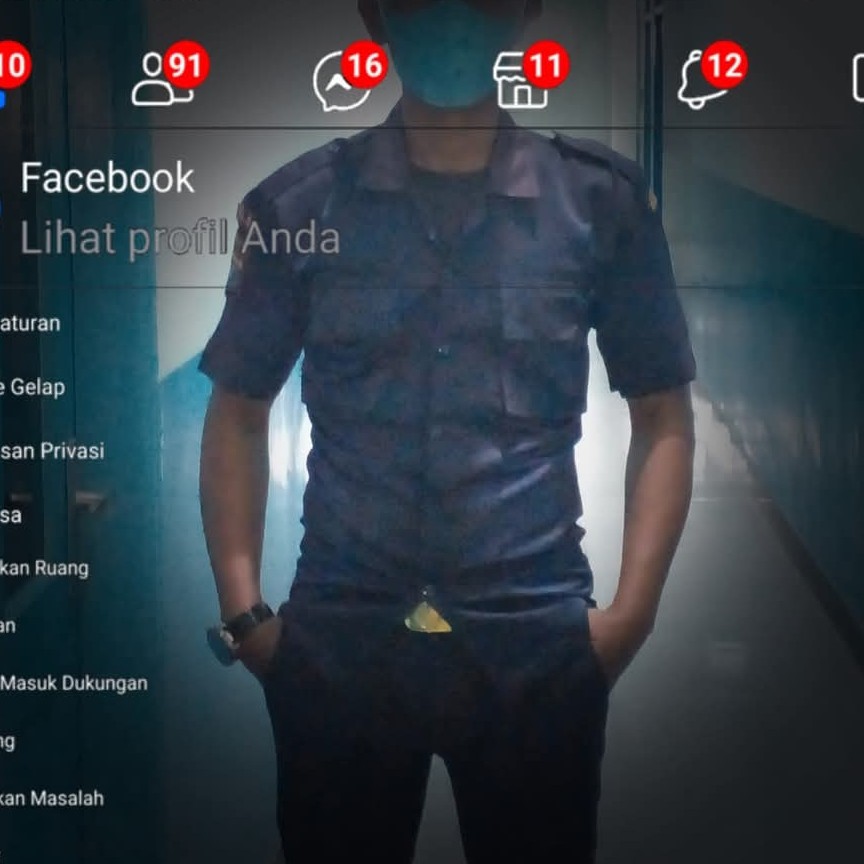 10 91 16 11 12
Facebook
Lihat profil Anda
aturan
e Gelap
san Privasi
sa
kan Ruang
an
Masuk Dukungan
ng
kan Masalah